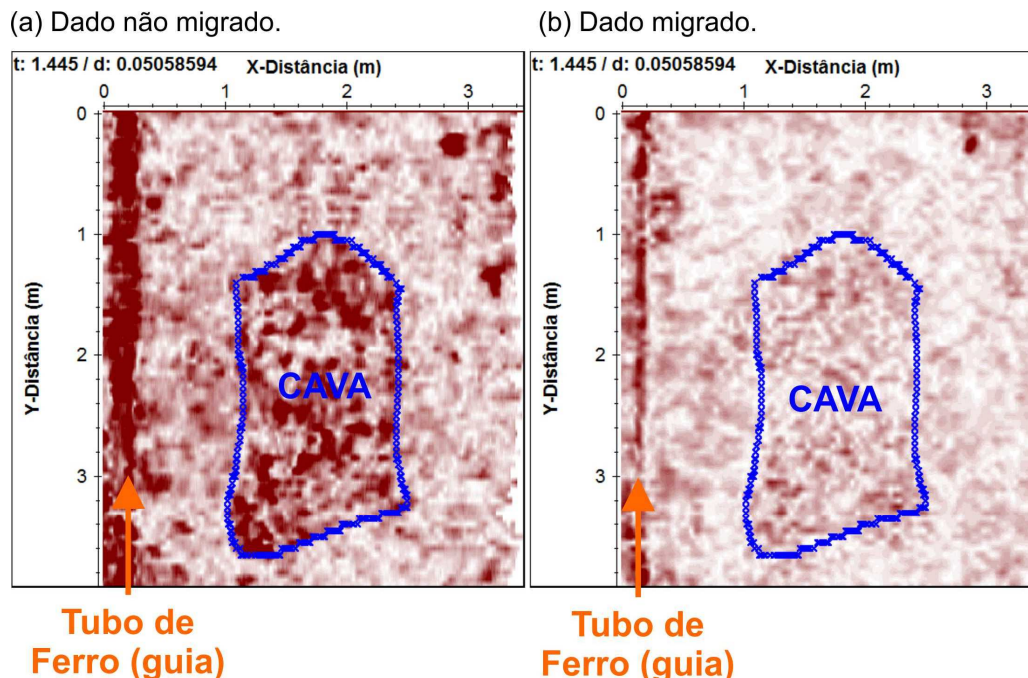 (a) Dado não migrado.
t: 1.445 / d: 0.05058594
X-Distância (m)
0 1 2 3
0
1
2
3
Y-Distância (m)
CAVA
Tubo de
Ferro (guia)
(b) Dado migrado.
t: 1.445 / d: 0.05058594
X-Distância (m)
0 1 2 3
0
1
2
3
Y-Distância (m)
CAVA
Tubo de
Ferro (guia)